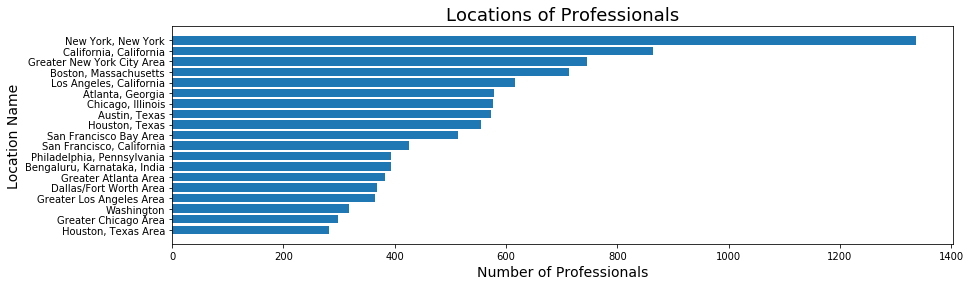 Locations of Professionals
Location Name
New York, New York
California, California
Greater New York City Area
Boston, Massachusetts
Los Angeles, California
Atlanta, Georgia
Chicago, Illinois
Austin, Texas
Houston, Texas
San Francisco Bay Area
San Francisco, California
Philadelphia, Pennsylvania
Bengaluru, Karnataka, India
Greater Atlanta Area
Dallas/Fort Worth Area
Greater Los Angeles Area
Washington
Greater Chicago Area
Houston, Texas Area
0 200 400 600 800 1000 1200 1400
Number of Professionals